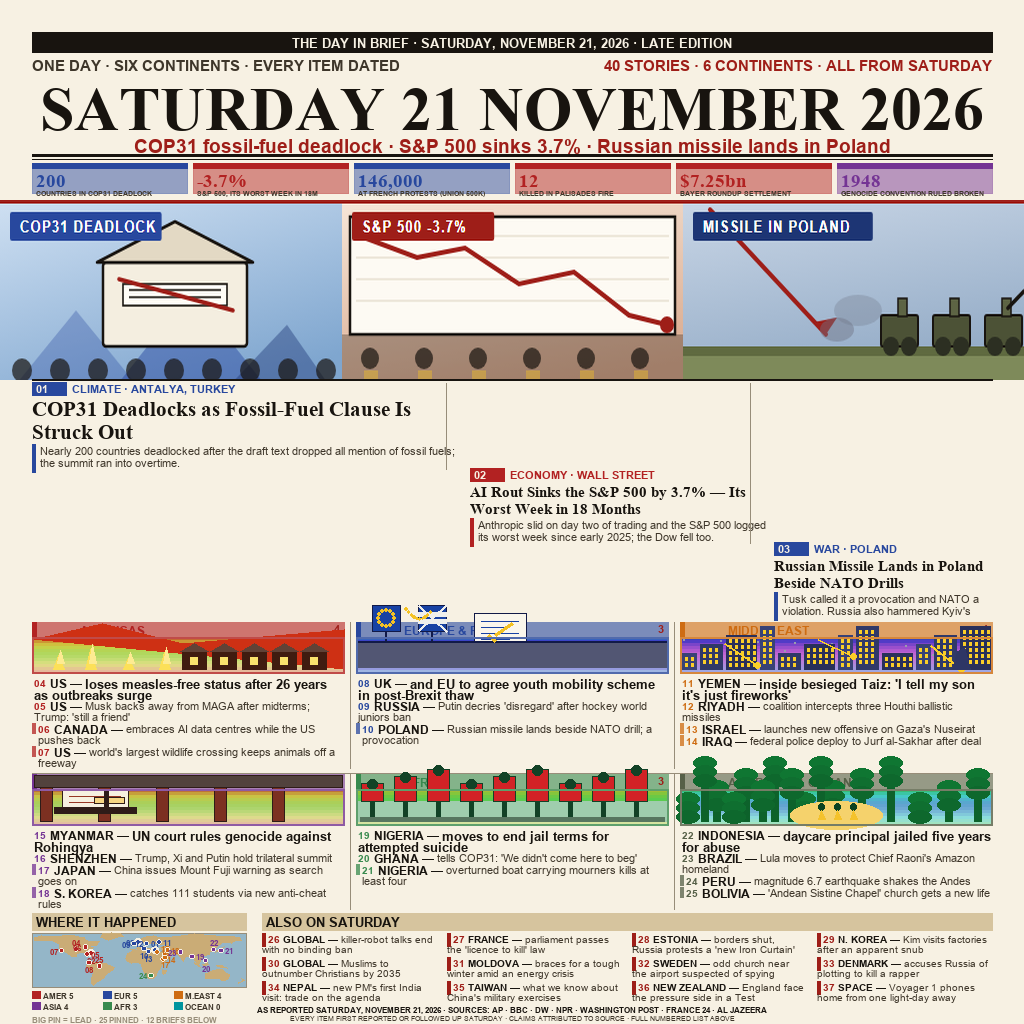 THE DAY IN BRIEF · SATURDAY, NOVEMBER 21, 2026 · LATE EDITION
ONE DAY · SIX CONTINENTS · EVERY ITEM DATED
40 STORIES · 6 CONTINENTS · ALL FROM SATURDAY
SATURDAY 21 NOVEMBER 2026
COP31 fossil-fuel deadlock · S&P 500 sinks 3.7% · Russian missile lands in Poland
200
COUNTRIES IN COP31 DEADLOCK
-3.7%
S&P 500, ITS WORST WEEK IN 18M
146,000
AT FRENCH PROTESTS (UNION 500K)
12
KILLED IN PALISADES FIRE
$7.25bn
BAYER ROUNDUP SETTLEMENT
1948
GENOCIDE CONVENTION RULED BROKEN
COP31 DEADLOCK
S&P 500 -3.7%
MISSILE IN POLAND
01 CLIMATE · ANTALYA, TURKEY
COP31 Deadlocks as Fossil-Fuel Clause Is
Struck Out
Nearly 200 countries deadlocked after the draft text dropped all mention of fossil fuels;
the summit ran into overtime.
02 ECONOMY · WALL STREET
AI Rout Sinks the S&P 500 by 3.7% — Its
Worst Week in 18 Months
Anthropic slid on day two of trading and the S&P 500 logged
its worst week since early 2025; the Dow fell too.
03 WAR · POLAND
Russian Missile Lands in Poland
Beside NATO Drills
Tusk called it a provocation and NATO a
violation. Russia also hammered Kyiv's
4
04 US — loses measles-free status after 26 years
as outbreaks surge
05 US — Musk backs away from MAGA after midterms;
Trump: 'still a friend'
06 CANADA — embraces AI data centres while the US
pushes back
07 US — world's largest wildlife crossing keeps animals off a
freeway
3
08 UK — and EU to agree youth mobility scheme
in post-Brexit thaw
09 RUSSIA — Putin decries 'disregard' after hockey world
juniors ban
10 POLAND — Russian missile lands beside NATO drill; a
provocation
MIDD EAST
11 YEMEN — inside besieged Taiz: 'I tell my son
it's just fireworks'
12 RIYADH — coalition intercepts three Houthi ballistic
missiles
13 ISRAEL — launches new offensive on Gaza's Nuseirat
14 IRAQ — federal police deploy to Jurf al-Sakhar after deal
15 MYANMAR — UN court rules genocide against
Rohingya
16 SHENZHEN — Trump, Xi and Putin hold trilateral summit
17 JAPAN — China issues Mount Fuji warning as search
goes on
18 S. KOREA — catches 111 students via new anti-cheat
rules
3
19 NIGERIA — moves to end jail terms for
attempted suicide
20 GHANA — tells COP31: 'We didn't come here to beg'
21 NIGERIA — overturned boat carrying mourners kills at
least four
22 INDONESIA — daycare principal jailed five years
for abuse
23 BRAZIL — Lula moves to protect Chief Raoni's Amazon
homeland
24 PERU — magnitude 6.7 earthquake shakes the Andes
25 BOLIVIA — 'Andean Sistine Chapel' church gets a new life
WHERE IT HAPPENED
07
04
08
24
22
21
19
20
AMER 5
EUR 5
M.EAST 4
ASIA 4
AFR 3
OCEAN 0
BIG PIN = LEAD · 25 PINNED · 12 BRIEFS BELOW
ALSO ON SATURDAY
26 GLOBAL — killer-robot talks end
with no binding ban
27 FRANCE — parliament passes
the 'licence to kill' law
28 ESTONIA — borders shut,
Russia protests a 'new Iron Curtain'
29 N. KOREA — Kim visits factories
after an apparent snub
30 GLOBAL — Muslims to
outnumber Christians by 2035
31 MOLDOVA — braces for a tough
winter amid an energy crisis
32 SWEDEN — odd church near
the airport suspected of spying
33 DENMARK — accuses Russia of
plotting to kill a rapper
34 NEPAL — new PM's first India
visit: trade on the agenda
35 TAIWAN — what we know about
China's military exercises
36 NEW ZEALAND — England face
the pressure side in a Test
37 SPACE — Voyager 1 phones
home from one light-day away
AS REPORTED SATURDAY, NOVEMBER 21, 2026 · SOURCES: AP · BBC · DW · NPR · WASHINGTON POST · FRANCE 24 · AL JAZEERA
EVERY ITEM FIRST REPORTED OR FOLLOWED UP SATURDAY · CLAIMS ATTRIBUTED TO SOURCE · FULL NUMBERED LIST ABOVE